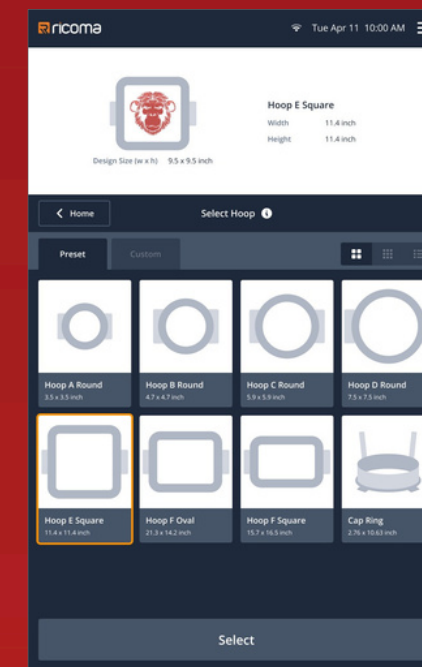 ricoma
Tue Apr 11 10:00 AM
Hoop E Square
Width 11.4 inch
Height 11.4 inch
Design Size (w x h) 9.5 x 9.5 inch
Home
Select Hoop
Preset
Custom
Hoop A Round
3.5 x 3.5 inch
Hoop B Round
4.7 x 4.7 inch
Hoop C Round
5.9 x 5.9 inch
Hoop D Round
7.5 x 7.5 inch
Hoop E Square
11.4 x 11.4 inch
Hoop F Oval
21.3 x 14.2 inch
Hoop F Square
15.7 x 16.5 inch
Cap Ring
2.76 x 10.63 inch
Select